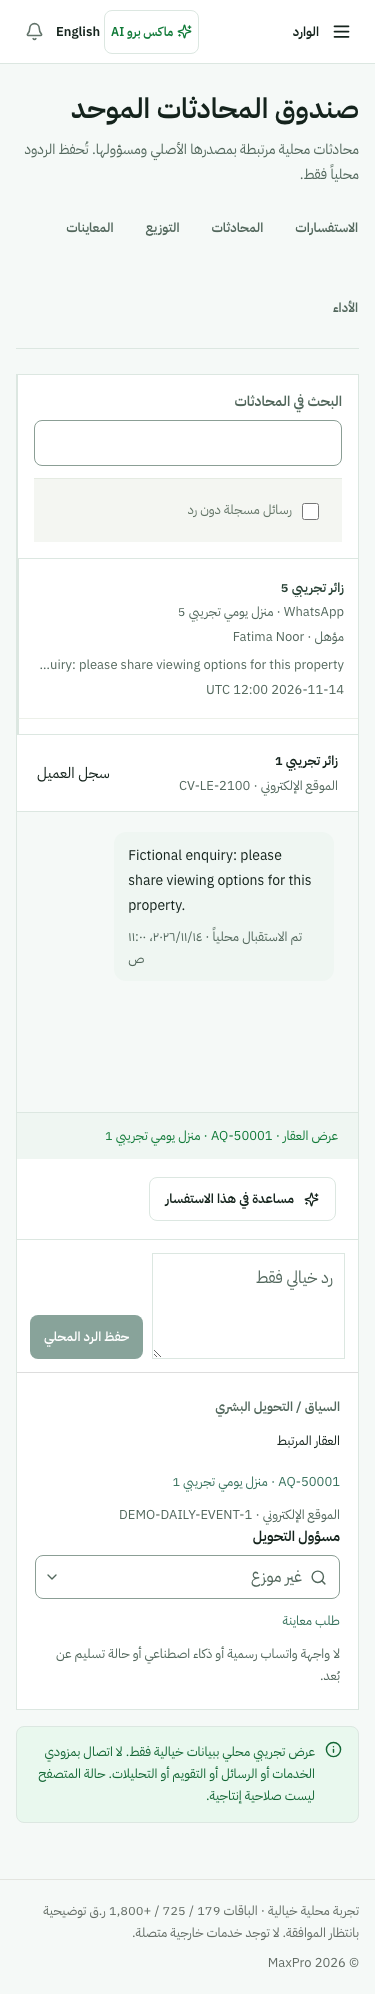 الوارد
ماكس برو AI
English
صندوق المحادثات الموحد
محادثات محلية مرتبطة بمصدرها الأصلي ومسؤولها. تُحفظ الردود
محلياً فقط.
الاستفسارات
المحادثات
التوزيع
المعاينات
الأداء
البحث في المحادثات
رسائل مسجلة دون رد
زائر تجريبي 5
WhatsApp · منزل يومي تجريبي 5
مؤهل · Fatima Noor
...uiry: please share viewing options for this property
2026-11-14 12:00 UTC
زائر تجريبي 1
الموقع الإلكتروني · CV-LE-2100
سجل العميل
Fictional enquiry: please
share viewing options for this
property.
تم الاستقبال محلياً · ٢٠٢٦/١١/١٤، ١١:٠٠
ص
عرض العقار · AQ-50001 · منزل يومي تجريبي 1
مساعدة في هذا الاستفسار
رد خيالي فقط
حفظ الرد المحلي
السياق / التحويل البشري
العقار المرتبط
AQ-50001 · منزل يومي تجريبي 1
الموقع الإلكتروني · DEMO-DAILY-EVENT-1
مسؤول التحويل
غير موزع
طلب معاينة
لا واجهة واتساب رسمية أو ذكاء اصطناعي أو حالة تسليم عن
بُعد.
عرض تجريبي محلي ببيانات خيالية فقط. لا اتصال بمزودي
الخدمات أو الرسائل أو التقويم أو التحليلات. حالة المتصفح
ليست صلاحية إنتاجية.
تجربة محلية خيالية · الباقات 179 / 725 / +1,800 ر.ق توضيحية
بانتظار الموافقة. لا توجد خدمات خارجية متصلة.
© 2026 MaxPro